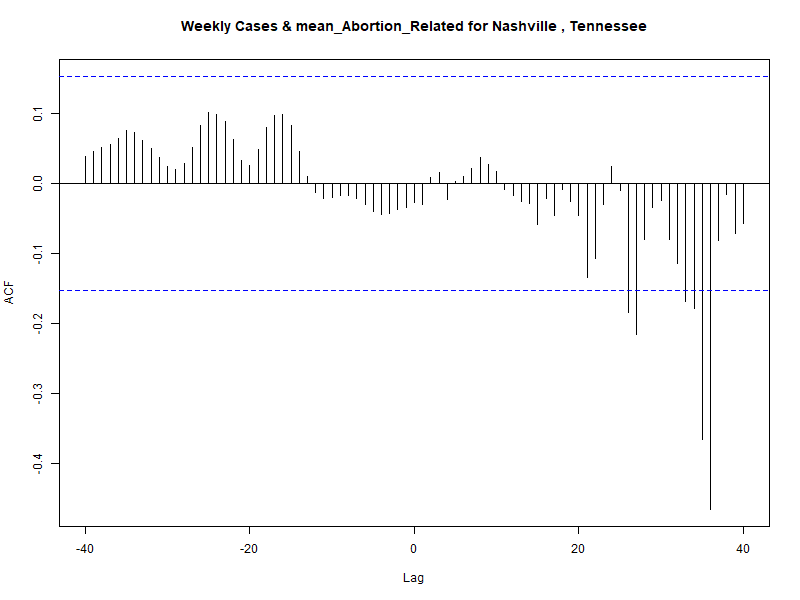 Weekly Cases & mean_Abortion_Related for Nashville , Tennessee
ACF
0.1
0.0
-0.1
-0.2
-0.3
-0.4
-40 -20 0 20 40
Lag